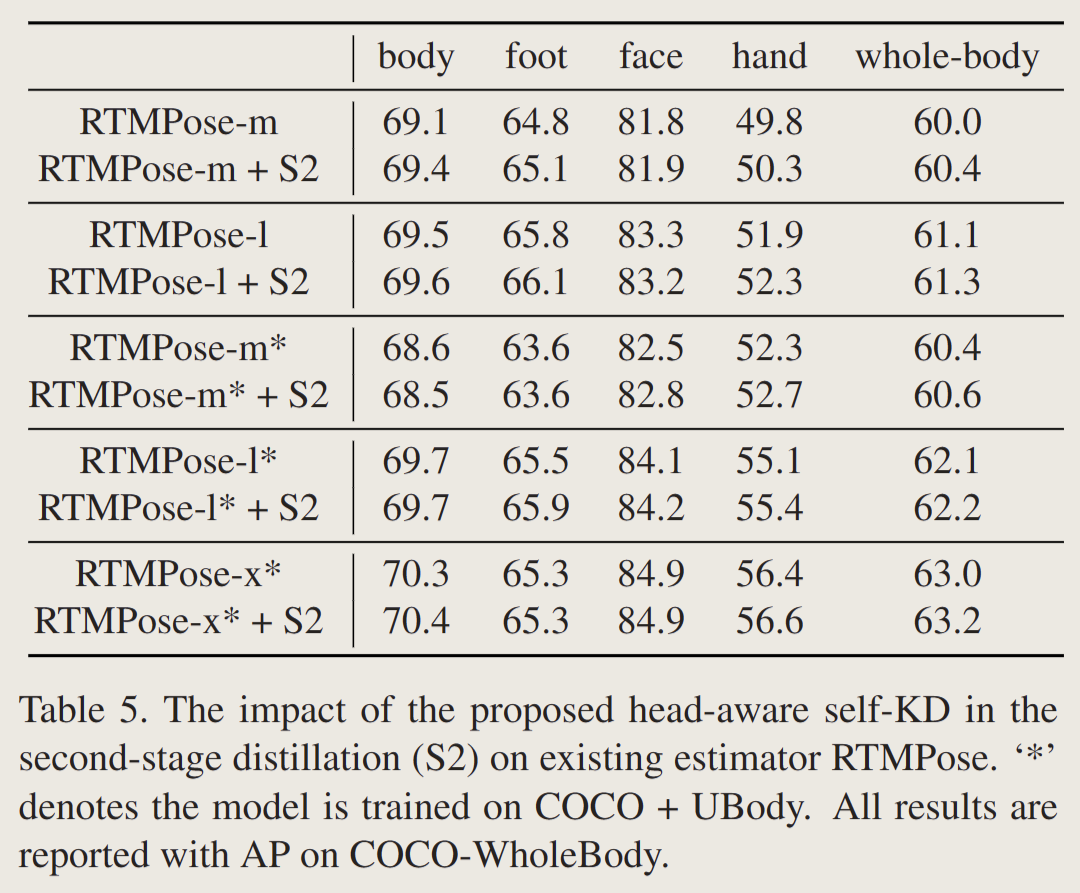 body foot face hand whole-body
RTMPose-m 69.1 64.8 81.8 49.8 60.0
RTMPose-m + S2 69.4 65.1 81.9 50.3 60.4
RTMPose-l 69.5 65.8 83.3 51.9 61.1
RTMPose-l + S2 69.6 66.1 83.2 52.3 61.3
RTMPose-m* 68.6 63.6 82.5 52.3 60.4
RTMPose-m* + S2 68.5 63.6 82.8 52.7 60.6
RTMPose-l* 69.7 65.5 84.1 55.1 62.1
RTMPose-l* + S2 69.7 65.9 84.2 55.4 62.2
RTMPose-x* 70.3 65.3 84.9 56.4 63.0
RTMPose-x* + S2 70.4 65.3 84.9 56.6 63.2
Table 5. The impact of the proposed head-aware self-KD in the
second-stage distillation (S2) on existing estimator RTMPose. ‘*’
denotes the model is trained on COCO + UBody. All results are
reported with AP on COCO-WholeBody.